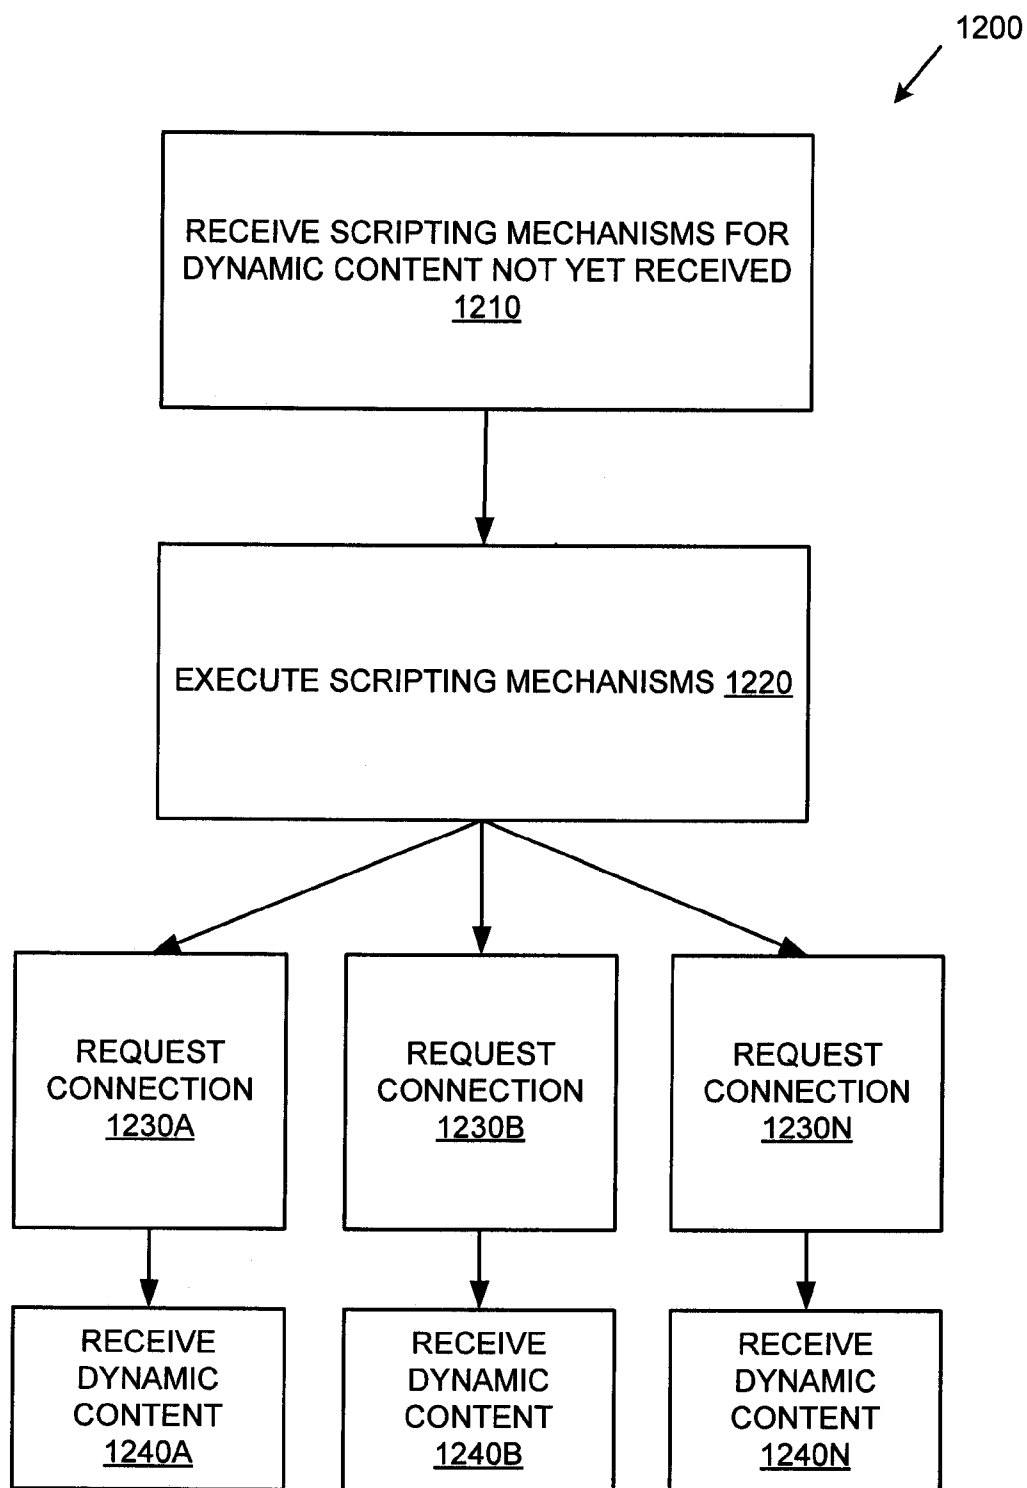 1200
RECEIVE SCRIPTING MECHANISMS FOR
DYNAMIC CONTENT NOT YET RECEIVED
1210
EXECUTE SCRIPTING MECHANISMS 1220
REQUEST
CONNECTION
1230A
REQUEST
CONNECTION
1230B
REQUEST
CONNECTION
1230N
RECEIVE
DYNAMIC
CONTENT
1240A
RECEIVE
DYNAMIC
CONTENT
1240B
RECEIVE
DYNAMIC
CONTENT
1240N